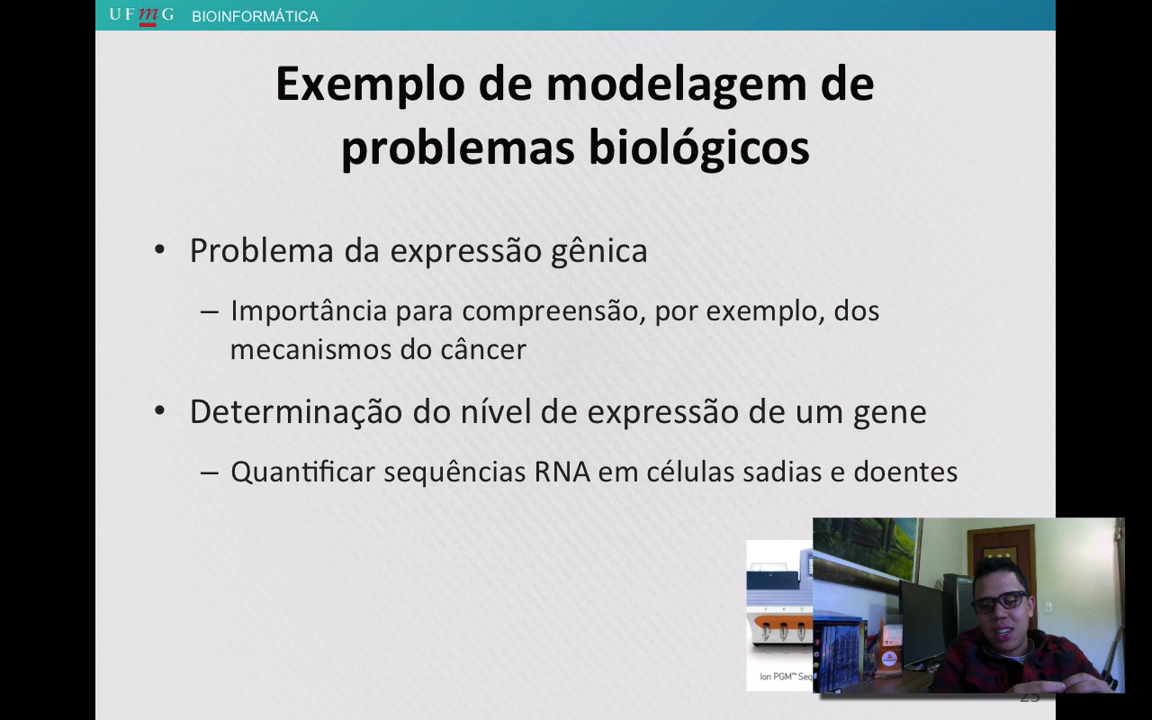 UFmG BIOINFORMÁTICA
Exemplo de modelagem de
problemas biológicos
• Problema da expressão gênica
– Importância para compreensão, por exemplo, dos
mecanismos do câncer
• Determinação do nível de expressão de um gene
– Quantificar sequências RNA em células sadias e doentes
Ion PGM™ Seq
25